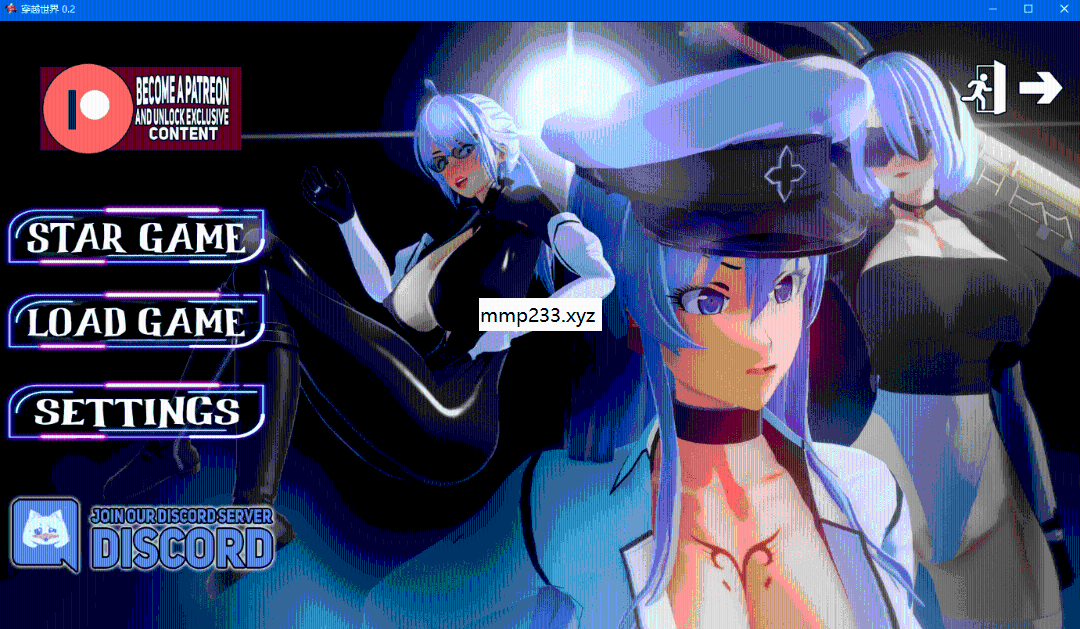 穿越世界 0.2
BECOME A PATREON
AND UNLOCK EXCLUSIVE
CONTENT
STAR GAME
LOAD GAME
mmp233.xyz
SETTINGS
JOIN OUR DISCORD SERVER
DISCORD